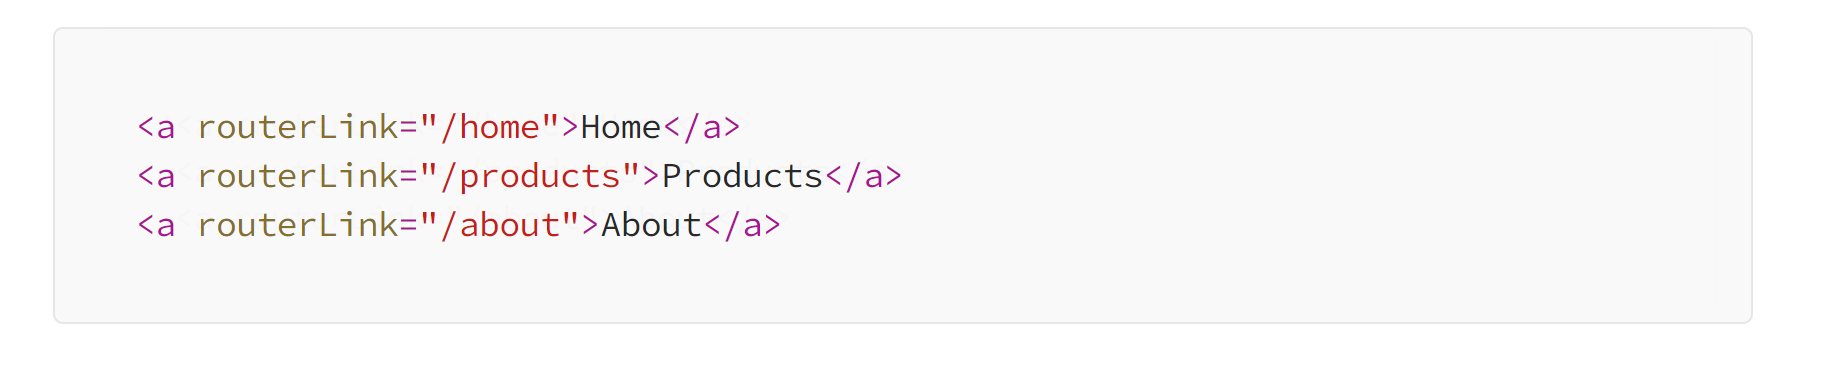 <a routerLink="/home">Home</a>
<a routerLink="/products">Products</a>
<a routerLink="/about">About</a>